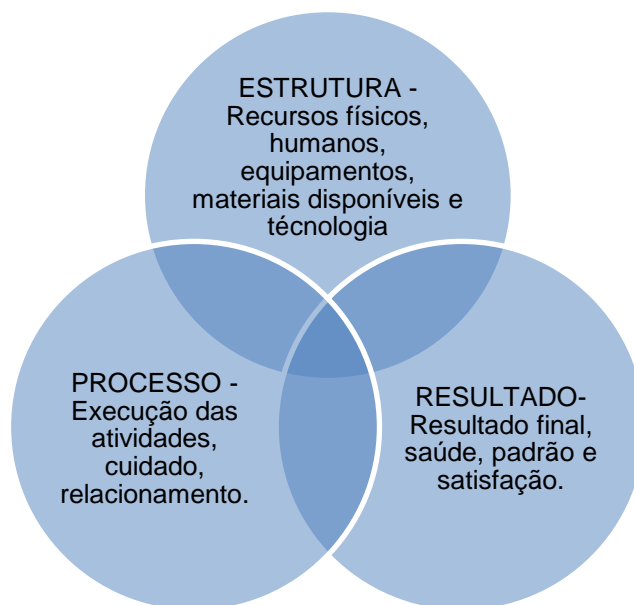 ESTRUTURA -
Recursos físicos,
humanos,
equipamentos,
materiais disponíveis e
técnologia
PROCESSO -
Execução das
atividades,
cuidado,
relacionamento.
RESULTADO-
Resultado final,
saúde, padrão e
satisfação.